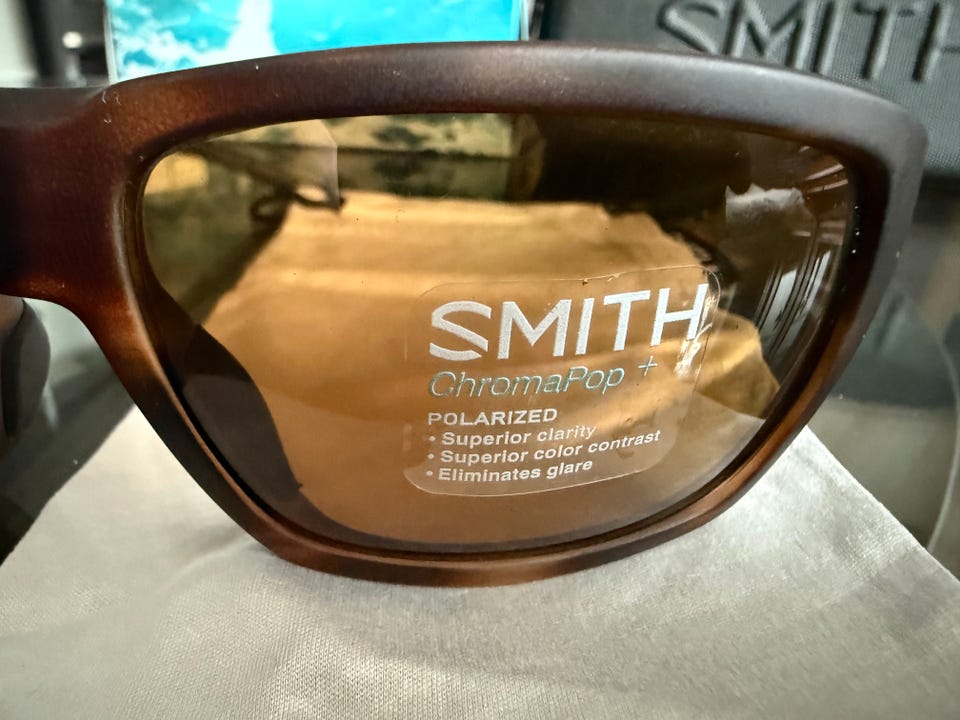 SMITH
SMITH
ChromaPop +
POLARIZED
• Superior clarity
• Superior color contrast
• Eliminates glare